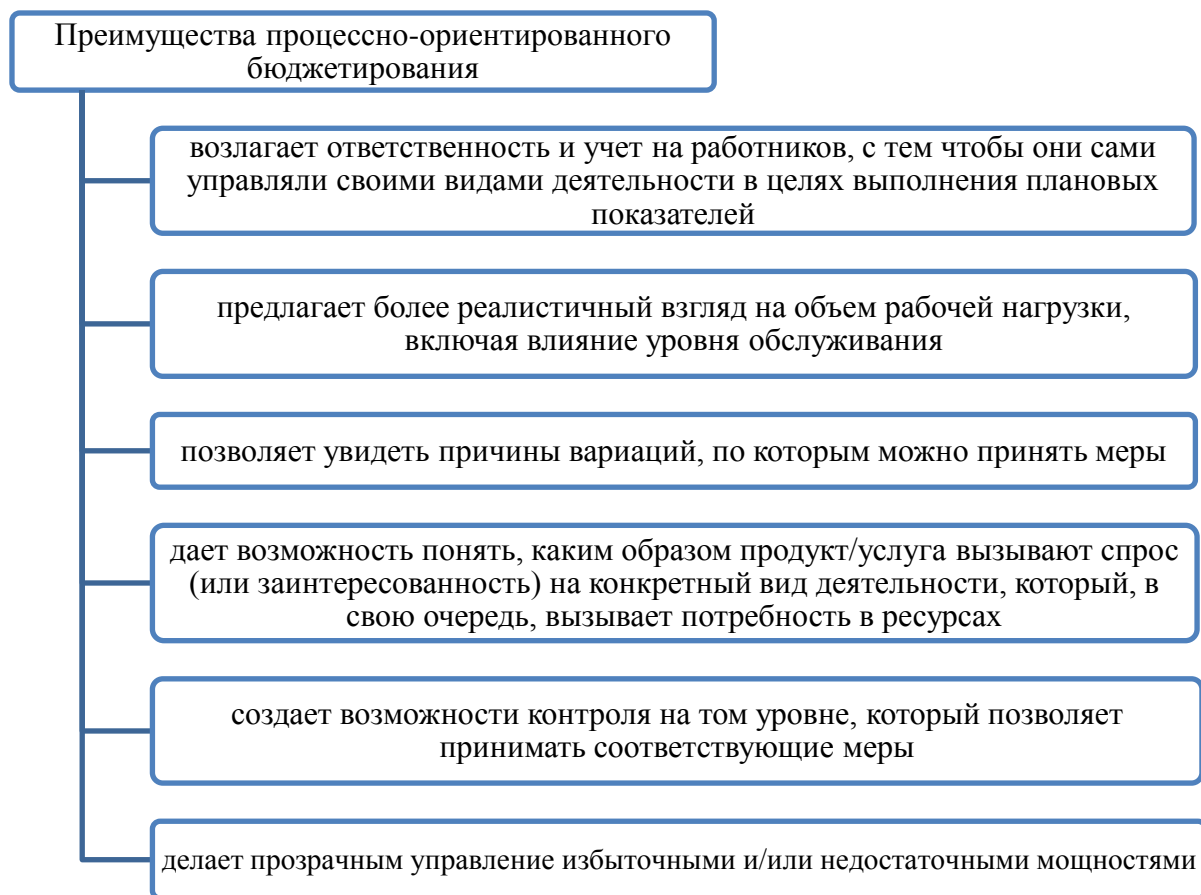 Преимущества процессно-ориентированного
бюджетирования
возлагает ответственность и учет на работников, с тем чтобы они сами
управляли своими видами деятельности в целях выполнения плановых
показателей
предлагает более реалистичный взгляд на объем рабочей нагрузки,
включая влияние уровня обслуживания
позволяет увидеть причины вариаций, по которым можно принять меры
дает возможность понять, каким образом продукт/услуга вызывают спрос
(или заинтересованность) на конкретный вид деятельности, который, в
свою очередь, вызывает потребность в ресурсах
создает возможности контроля на том уровне, который позволяет
принимать соответствующие меры
делает прозрачным управление избыточными и/или недостаточными мощностями